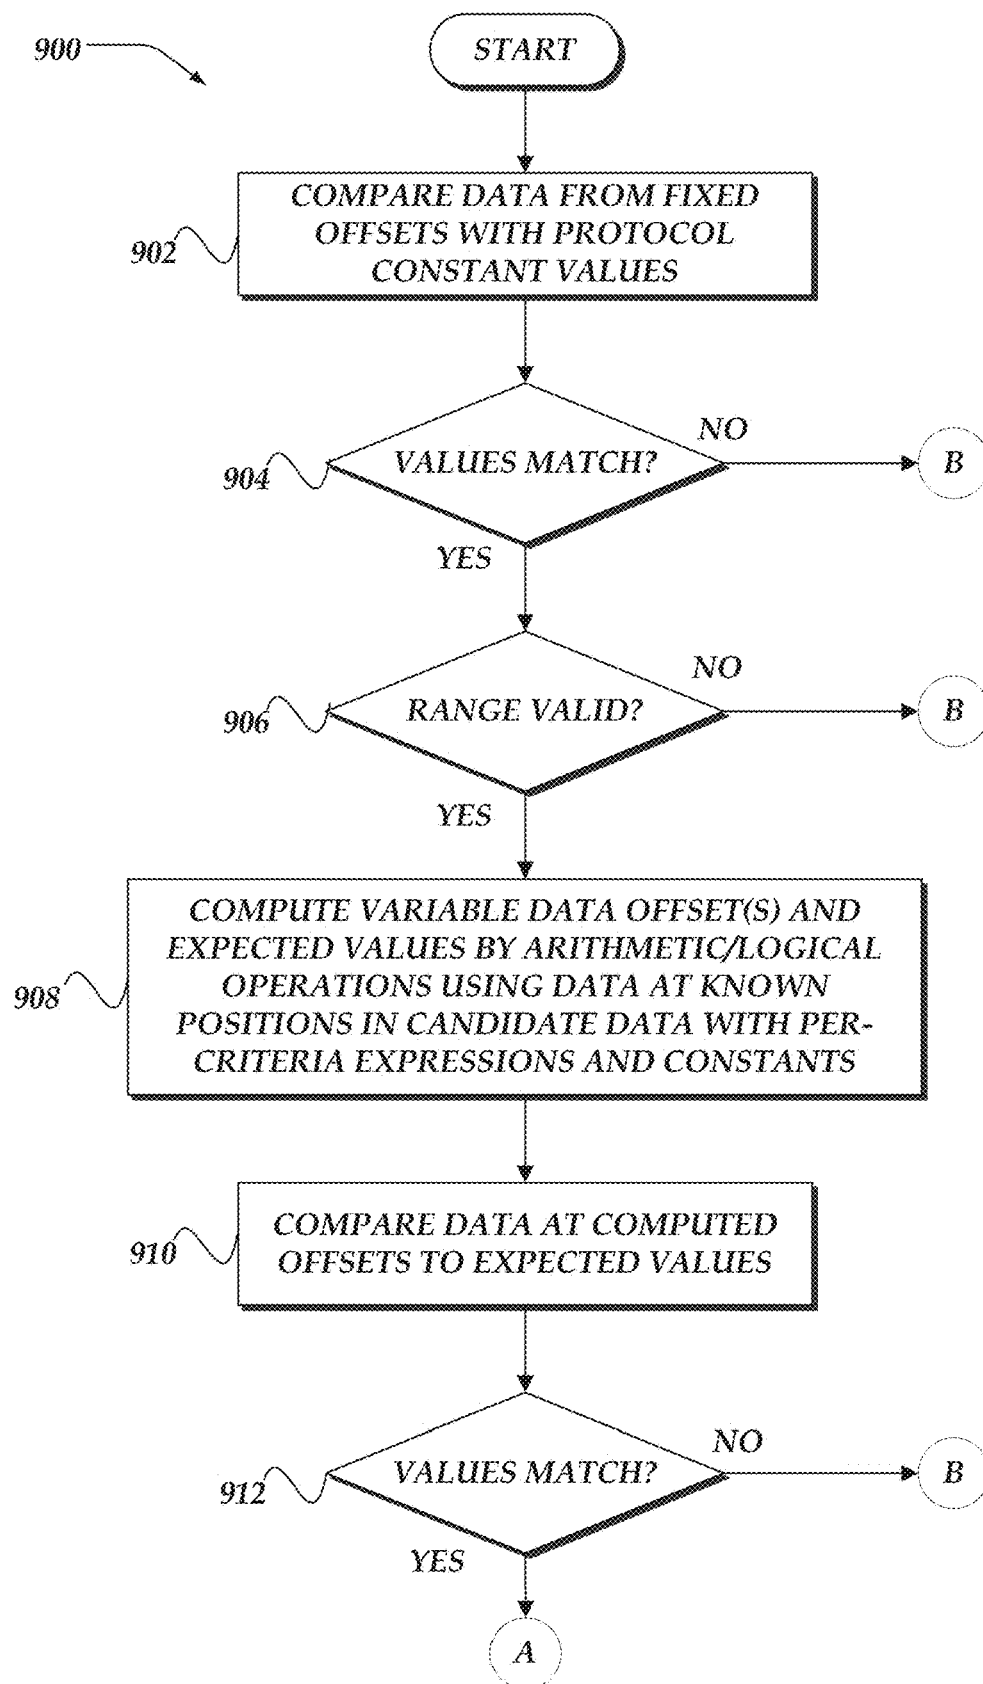 900
START
COMPARE DATA FROM FIXED
OFFSETS WITH PROTOCOL
CONSTANT VALUES
902
VALUES MATCH?
904
NO
B
YES
RANGE VALID?
906
NO
B
YES
COMPUTE VARIABLE DATA OFFSET(S) AND
EXPECTED VALUES BY ARITHMETIC/LOGICAL
OPERATIONS USING DATA AT KNOWN
POSITIONS IN CANDIDATE DATA WITH PER-
CRITERIA EXPRESSIONS AND CONSTANTS
908
COMPARE DATA AT COMPUTED
OFFSETS TO EXPECTED VALUES
910
VALUES MATCH?
912
NO
B
YES
A